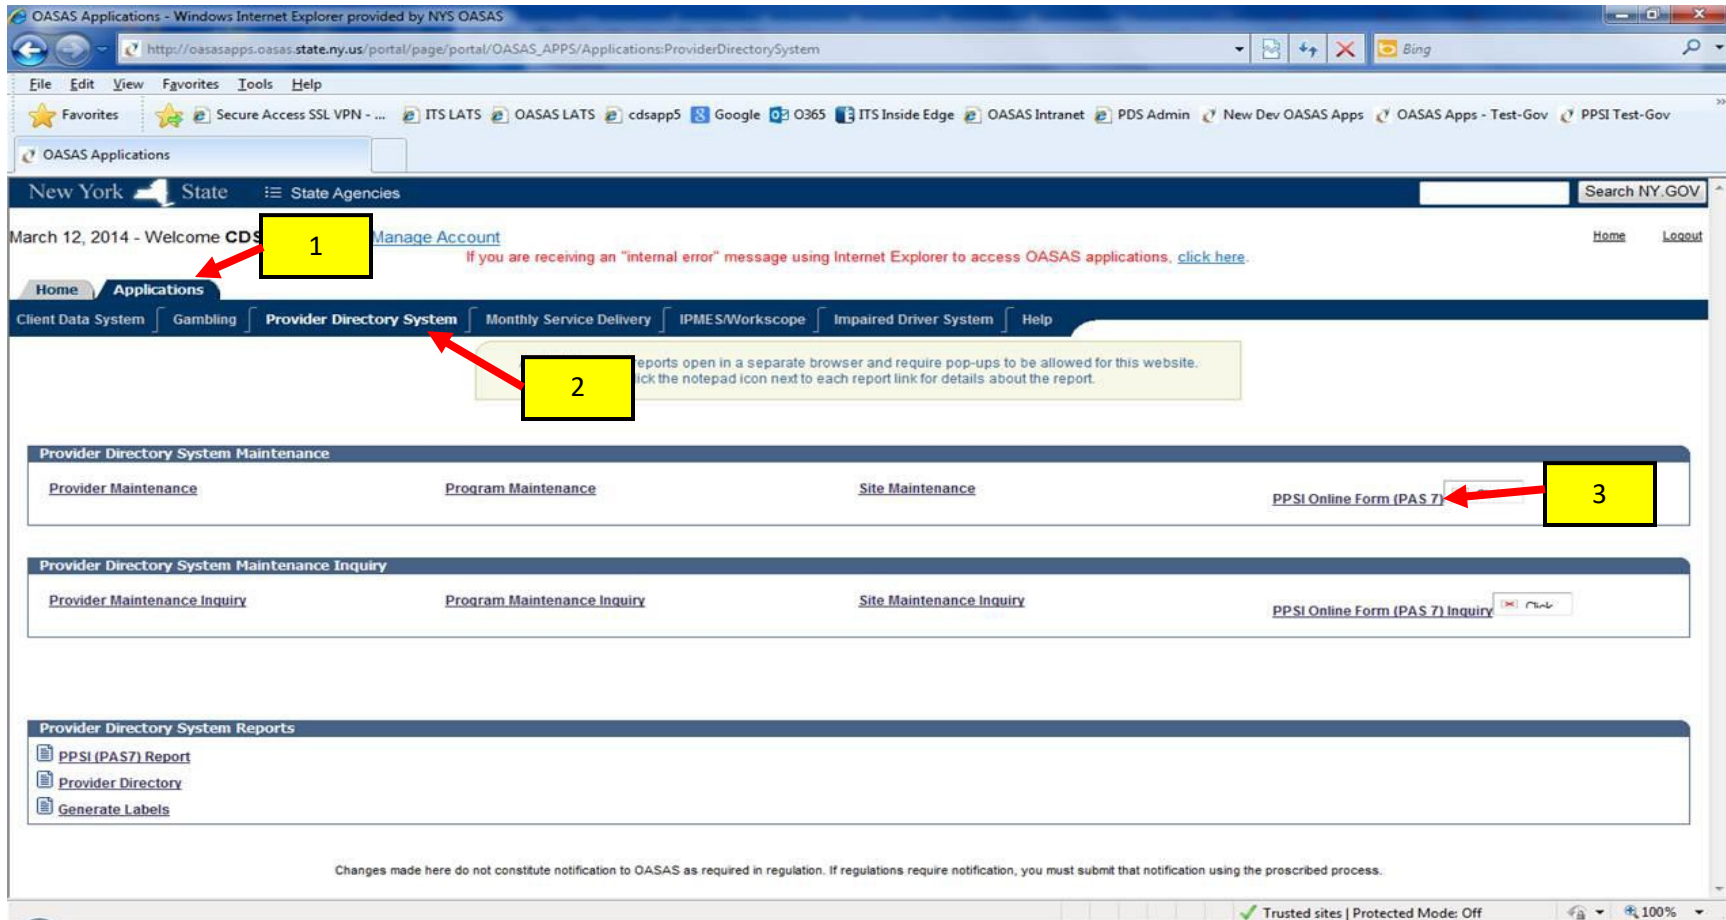 OASAS Applications - Windows Internet Explorer provided by NYS OASAS
http://oasasapps.oasas.state.ny.us/portal/page/portal/OASAS_APPS/Applications:ProviderDirectorySystem Bing
File Edit View Favorites Tools Help
Favorites Secure Access SSL VPN - ... ITS LATS OASAS LATS cdsapp5 Google O365 ITS Inside Edge OASAS Intranet PDS Admin New Dev OASAS Apps OASAS Apps - Test-Gov PPSI Test-Gov
OASAS Applications
New York State State Agencies Search NY.GOV
March 12, 2014 - Welcome CDS 1 Manage Account Home Logout
If you are receiving an "internal error" message using Internet Explorer to access OASAS applications, click here.
Home Applications
Client Data System Gambling Provider Directory System Monthly Service Delivery IPMES/Workscope Impaired Driver System Help
reports open in a separate browser and require pop-ups to be allowed for this website.
2 the notepad icon next to each report link for details about the report.
Provider Directory System Maintenance
Provider Maintenance Program Maintenance Site Maintenance PPSI Online Form (PAS 7) 3
Provider Directory System Maintenance Inquiry
Provider Maintenance Inquiry Program Maintenance Inquiry Site Maintenance Inquiry PPSI Online Form (PAS 7) Inquiry Click
Provider Directory System Reports
PPSI (PAS7) Report
Provider Directory
Generate Labels
Changes made here do not constitute notification to OASAS as required in regulation. If regulations require notification, you must submit that notification using the proscribed process.
Trusted sites | Protected Mode: Off 100%